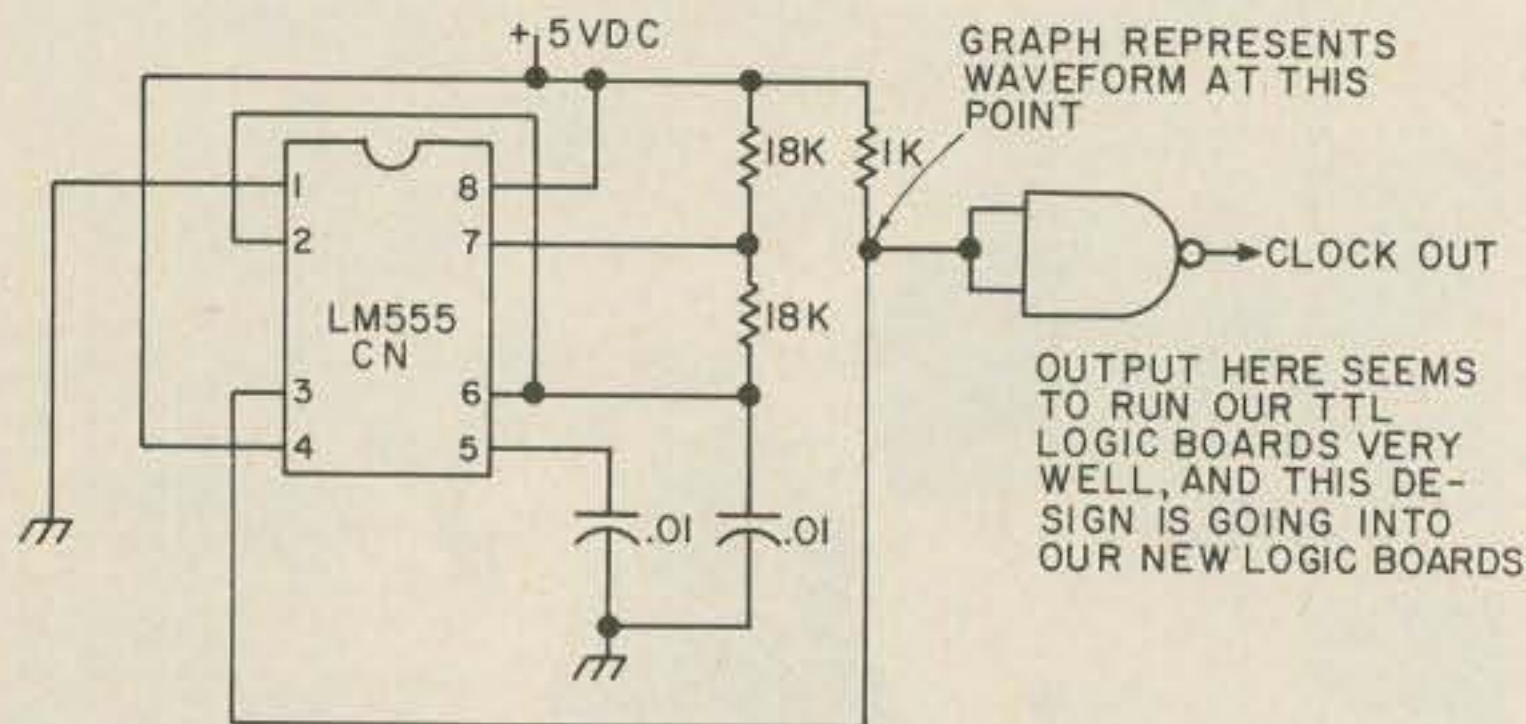 + 5VDC
GRAPH REPRESENTS
WAVEFORM AT THIS
POINT
18K
1K
1
8
2
7
CLOCK OUT
LM555
CN
18K
3
6
4
5
.01
.01
OUTPUT HERE SEEMS
TO RUN OUR TTL
LOGIC BOARDS VERY
WELL, AND THIS DE-
SIGN IS GOING INTO
OUR NEW LOGIC BOARDS